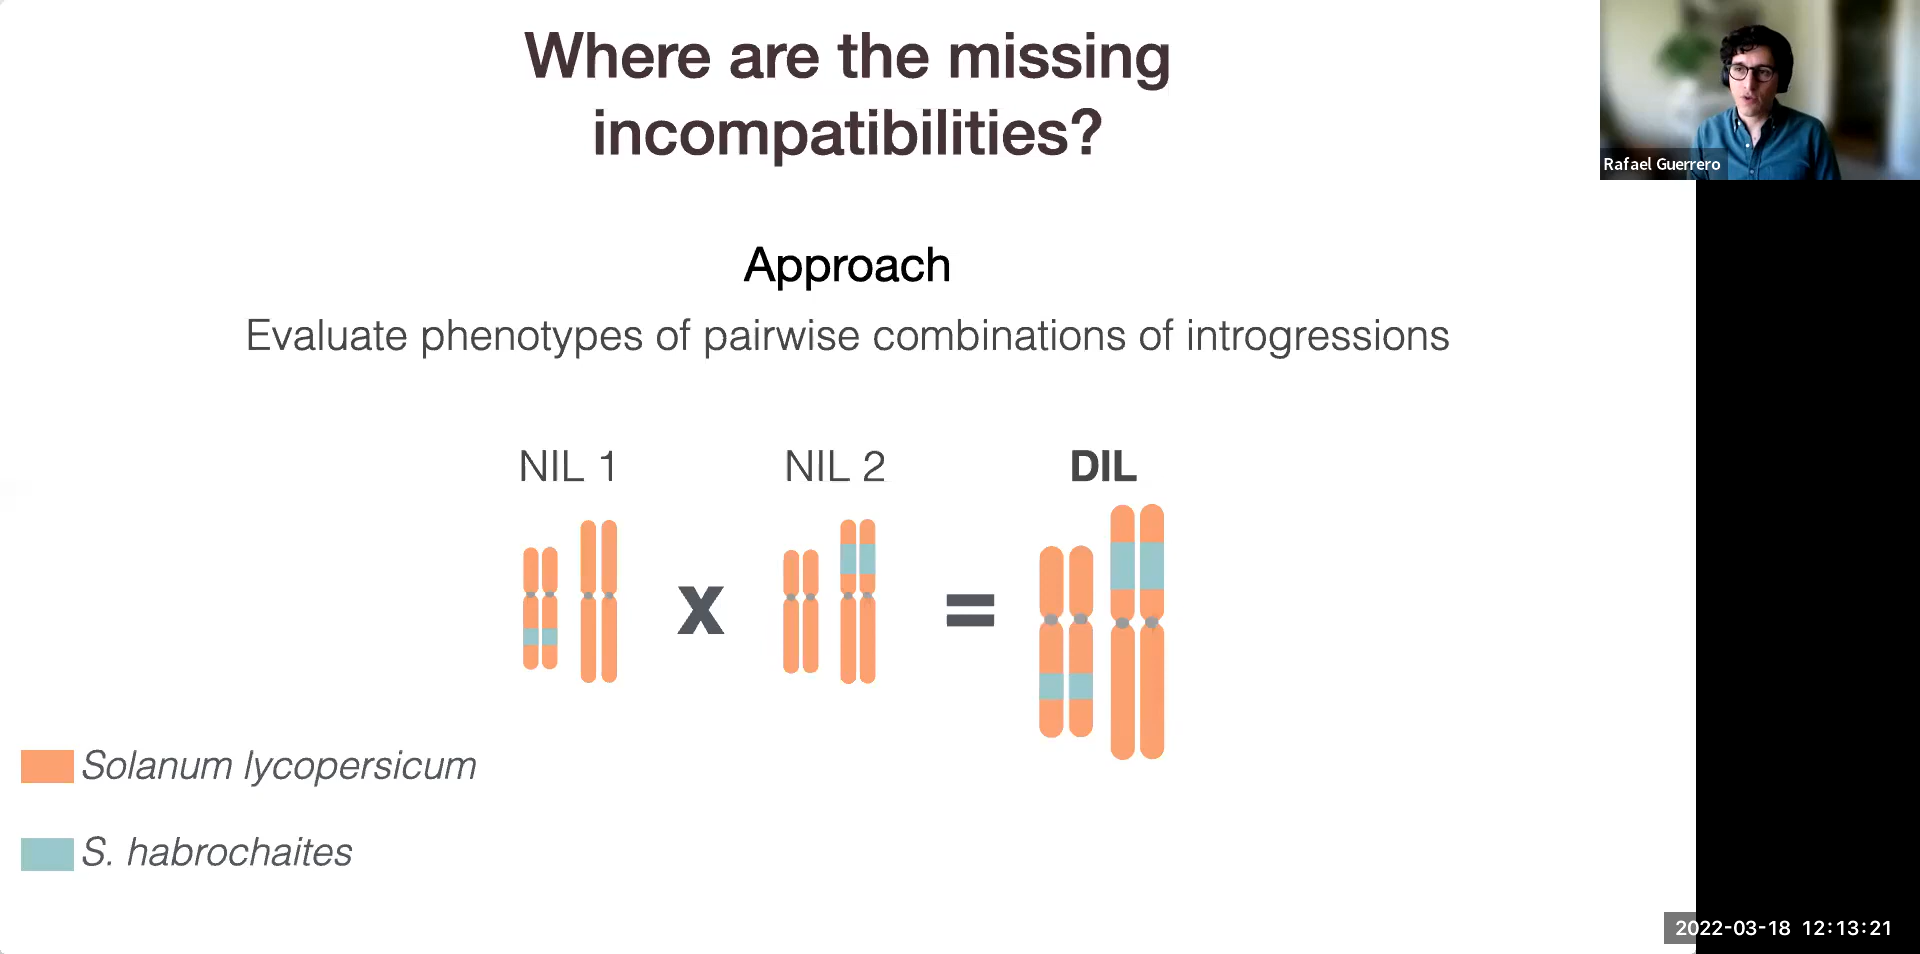 Where are the missing
incompatibilities?
Rafael Guerrero
Approach
Evaluate phenotypes of pairwise combinations of introgressions
NIL 1
NIL 2
DIL
x
=
Solanum lycopersicum
S. habrochaites
2022-03-18 12:13:21